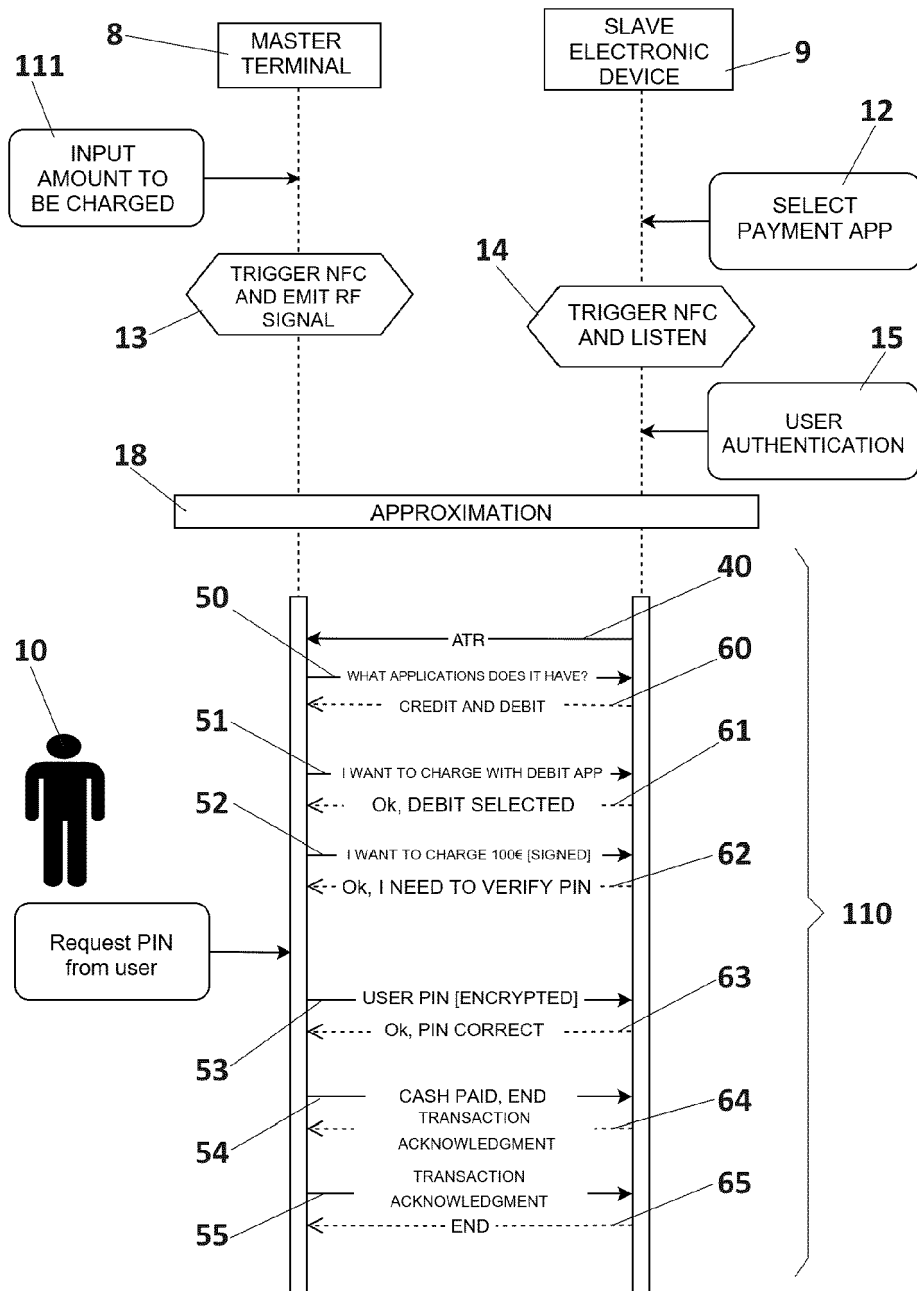 8
MASTER
TERMINAL
SLAVE
ELECTRONIC
DEVICE
9
111
INPUT
AMOUNT TO
BE CHARGED
12
SELECT
PAYMENT APP
TRIGGER NFC
AND EMIT RF
SIGNAL
13
14
TRIGGER NFC
AND LISTEN
15
USER
AUTHENTICATION
18
APPROXIMATION
40
ATR
50
WHAT APPLICATIONS DOES IT HAVE?
60
CREDIT AND DEBIT
10
51
I WANT TO CHARGE WITH DEBIT APP
61
Ok, DEBIT SELECTED
52
I WANT TO CHARGE 100€ [SIGNED]
62
Ok, I NEED TO VERIFY PIN
110
Request PIN
from user
USER PIN [ENCRYPTED]
53
Ok, PIN CORRECT
63
CASH PAID, END
54
TRANSACTION
ACKNOWLEDGMENT
64
TRANSACTION
ACKNOWLEDGMENT
55
END
65